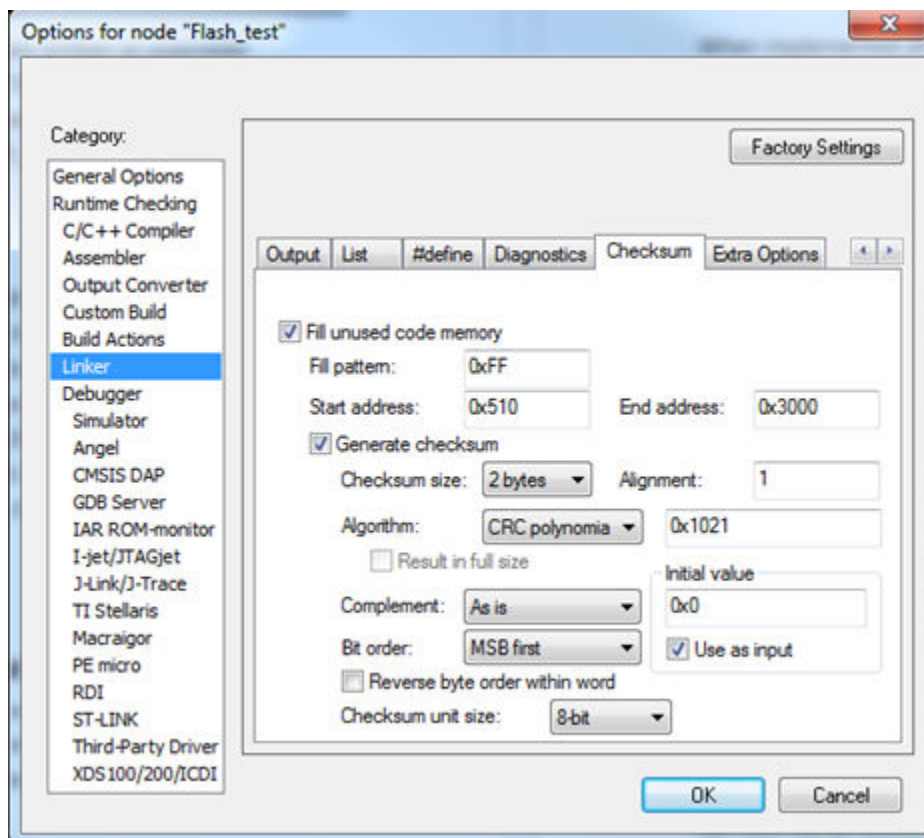 Options for node "Flash_test"
Category:
Factory Settings
General Options
Runtime Checking
C/C++ Compiler
Assembler
Output Converter
Custom Build
Build Actions
Linker
Debugger
Simulator
Angel
CMSIS DAP
GDB Server
IAR ROM-monitor
I-jet/JTAGjet
J-Link/J-Trace
TI Stellaris
Macraigor
PE micro
RDI
ST-LINK
Third-Party Driver
XDS100/200/ICDI
Output List #define Diagnostics Checksum Extra Options
Fill unused code memory
Fill pattern: 0xFF
Start address: 0x510 End address: 0x3000
Generate checksum
Checksum size: 2 bytes Alignment: 1
Algorithm: CRC polynomia 0x1021
Result in full size
Initial value
Complement: As is 0x0
Bit order: MSB first Use as input
Reverse byte order within word
Checksum unit size: 8-bit
OK Cancel